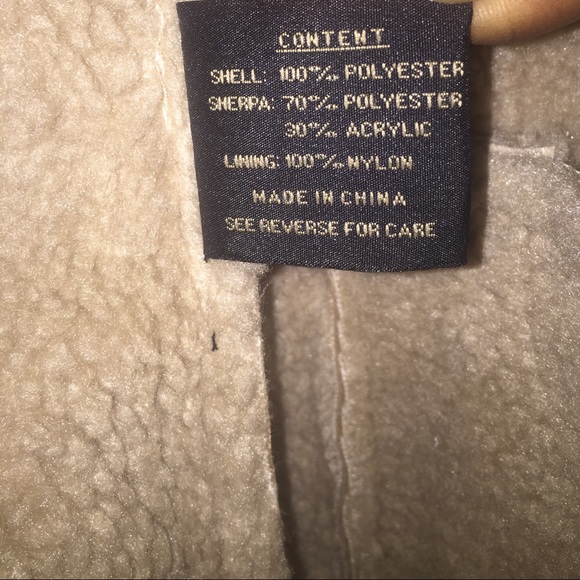 CONTENT
SHELL: 100% POLYESTER
SHERPA: 70% POLYESTER
30% ACRYLIC
LINING: 100% NYLON
MADE IN CHINA
SEE REVERSE FOR CARE